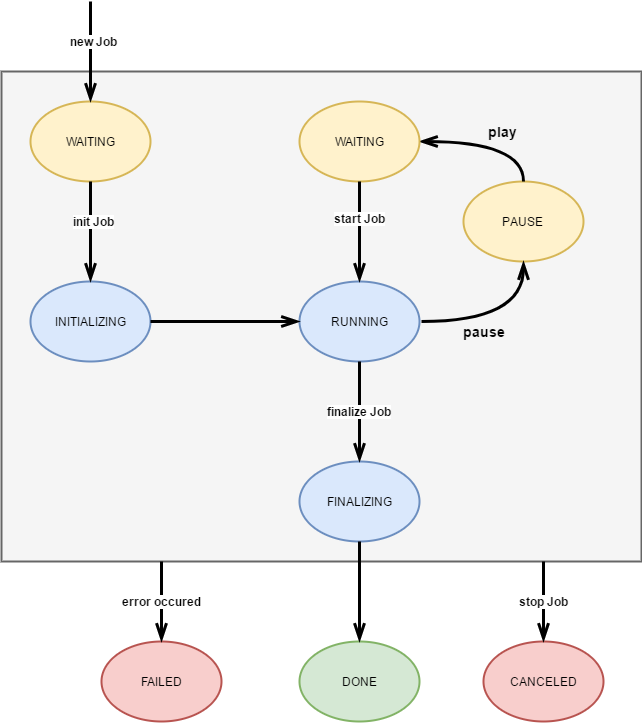 new Job
WAITING
WAITING
play
init Job
start Job
PAUSE
INITIALIZING
RUNNING
pause
finalize Job
FINALIZING
error occured
stop Job
FAILED
DONE
CANCELED